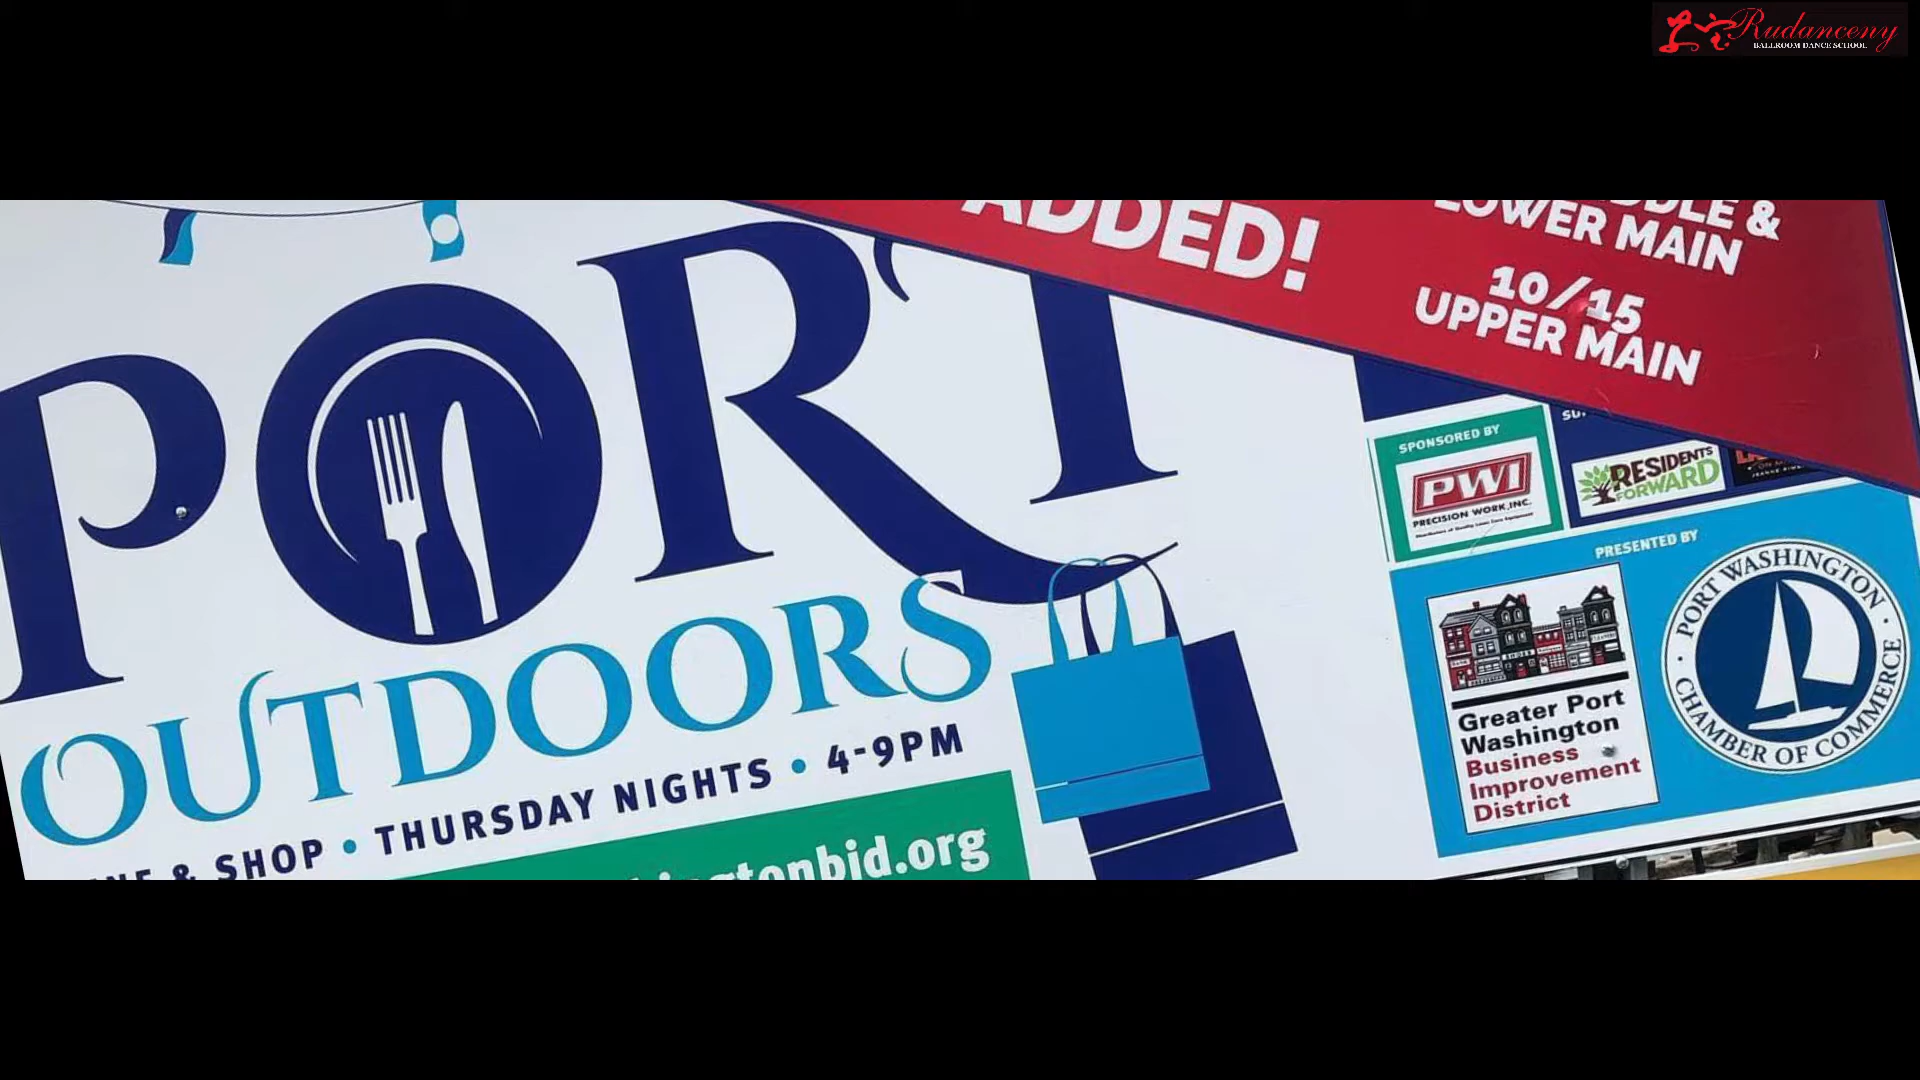 Rudanceny
BALLROOM DANCE SCHOOL
ADDED!
&
LOWER MAIN
10/15
UPPER MAIN
PORT
OUTDOORS
& SHOP • THURSDAY NIGHTS • 4-9PM
SPONSORED BY
PWI
PRECISION WORK, INC.
RESIDENTS
FORWARD
PRESENTED BY
Greater Port
Washington
Business
Improvement
District
• PORT WASHINGTON •
CHAMBER OF COMMERCE